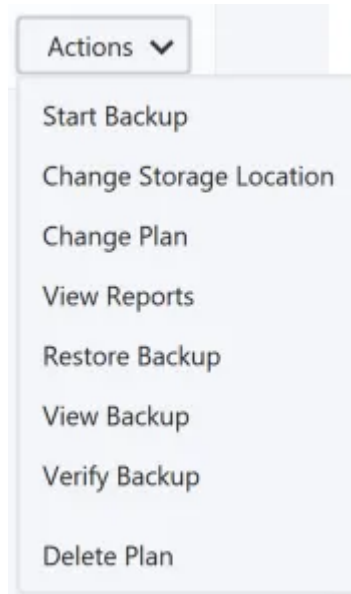 Actions
Start Backup
Change Storage Location
Change Plan
View Reports
Restore Backup
View Backup
Verify Backup
Delete Plan